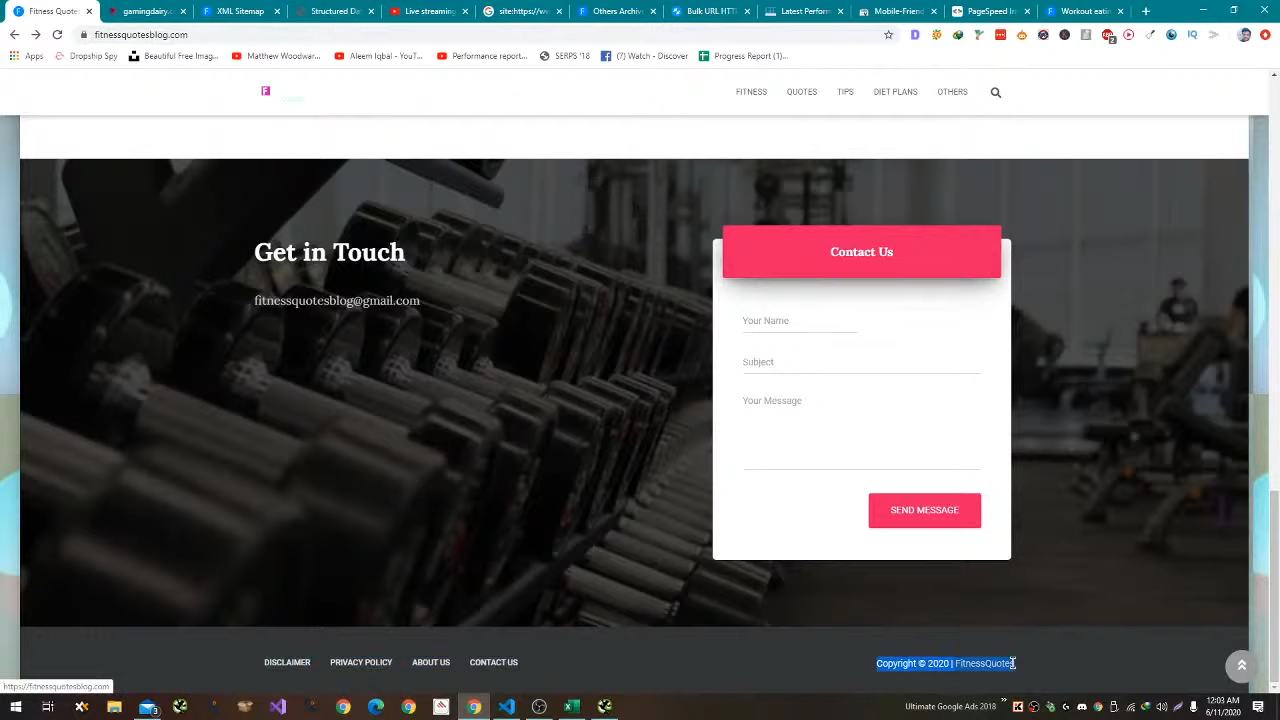 Fitness Quote
gamingdairy.c
XML Sitemap
Structured Da
Live streaming
site:https://we
Others Archive
Bulk URL HTT
Latest Perform
Mobile-Friend
PageSpeed In
Workout estin
fitnessquotesblog.com
Apps
Dropship Spy
Beautiful Free Imag...
Matthew Woodwar...
Aleem Iqbal - YouT...
Performance report...
SERPS '18
(7) Watch - Discover
Progress Report (1)...
F
FITNESS
QUOTES
TIPS
DIET PLANS
OTHERS
Get in Touch
fitnessquotesblog@gmail.com
Contact Us
Your Name
Subject
Your Message
SEND MESSAGE
DISCLAIMER
PRIVACY POLICY
ABOUT US
CONTACT US
Copyright © 2020 | FitnessQuotes
https://fitnessquotesblog.com
Ultimate Google Ads 2018
12:03 AM
6/11/2020